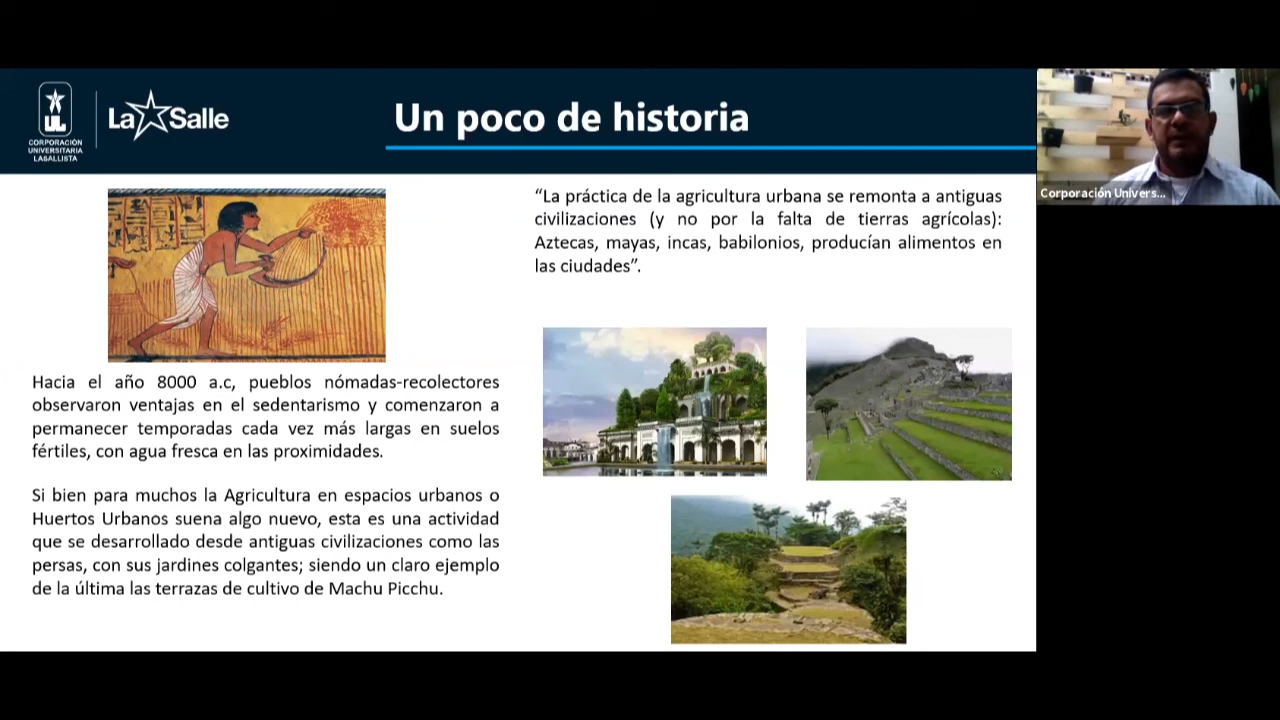 CORPORACIÓN
UNIVERSITARIA
LASALLISTA
La Salle
Un poco de historia
Corporación Univers...
“La práctica de la agricultura urbana se remonta a antiguas
civilizaciones (y no por la falta de tierras agrícolas):
Aztecas, mayas, incas, babilonios, producían alimentos en
las ciudades”.
Hacia el año 8000 a.c, pueblos nómadas-recolectores
observaron ventajas en el sedentarismo y comenzaron a
permanecer temporadas cada vez más largas en suelos
fértiles, con agua fresca en las proximidades.
Si bien para muchos la Agricultura en espacios urbanos o
Huertos Urbanos suena algo nuevo, esta es una actividad
que se desarrollado desde antiguas civilizaciones como las
persas, con sus jardines colgantes; siendo un claro ejemplo
de la última las terrazas de cultivo de Machu Picchu.